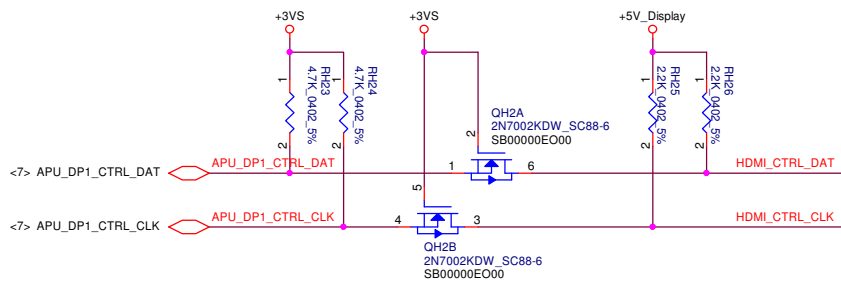 +3VS
+3VS
+5V_Display
1
RH23
4.7K_0402_5%
2
1
RH24
4.7K_0402_5%
2
1
RH25
2.2K_0402_5%
2
1
RH26
2.2K_0402_5%
2
QH2A
2N7002KDW_SC88-6
SB00000EO00
2
<7> APU_DP1_CTRL_DAT
APU_DP1_CTRL_DAT
1
6
HDMI_CTRL_DAT
5
<7> APU_DP1_CTRL_CLK
APU_DP1_CTRL_CLK
4
3
HDMI_CTRL_CLK
QH2B
2N7002KDW_SC88-6
SB00000EO00